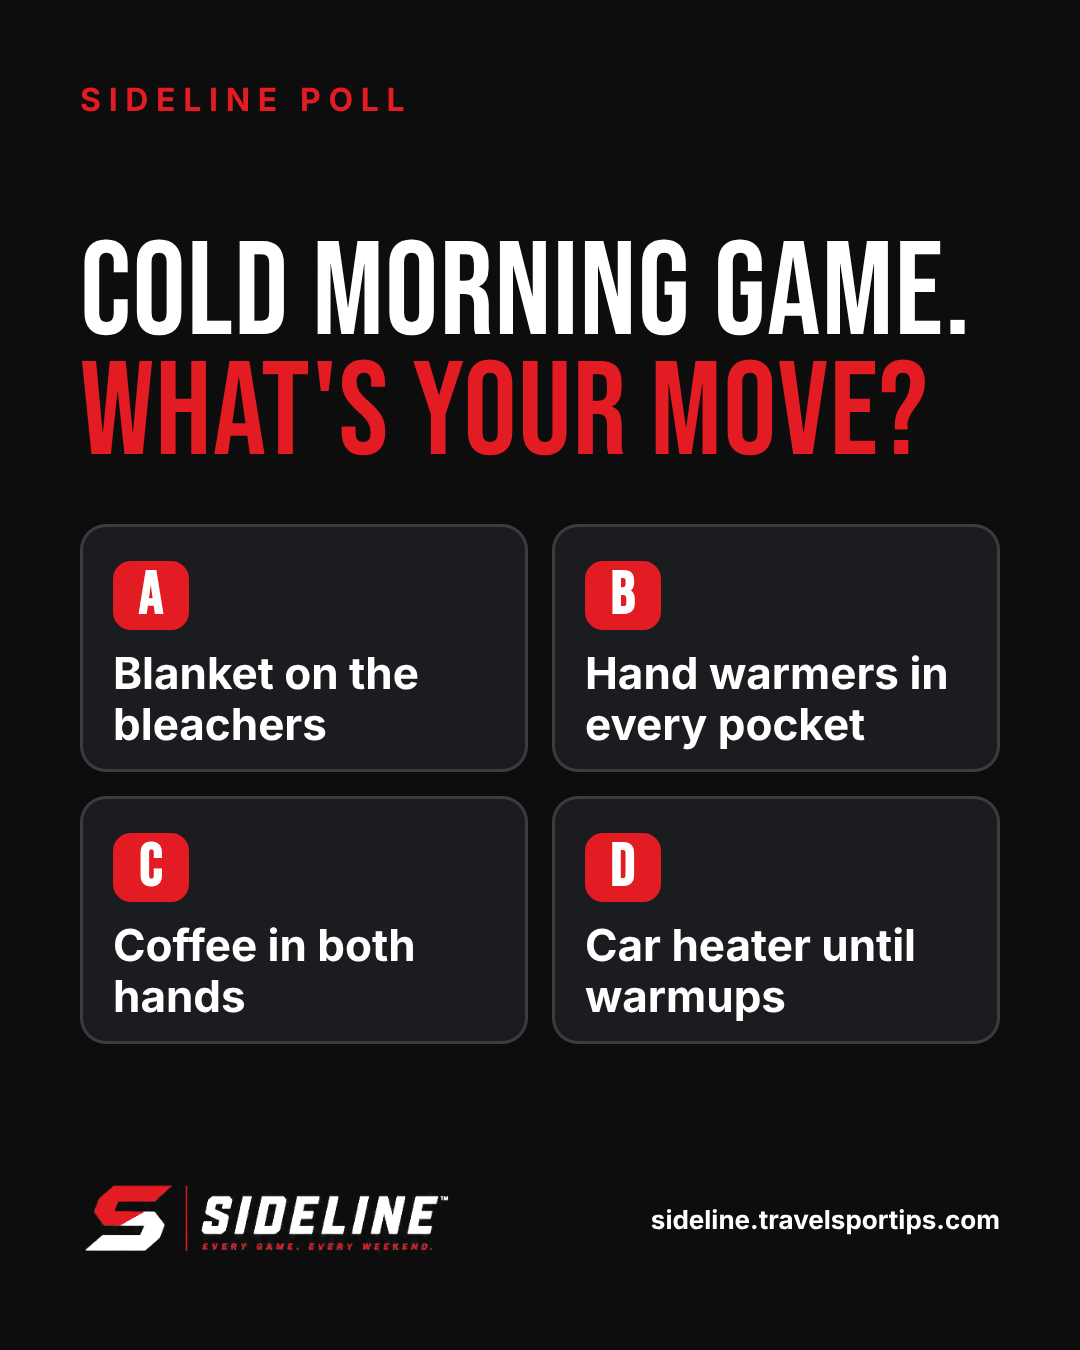 SIDELINE POLL
COLD MORNING GAME.
WHAT'S YOUR MOVE?
A
Blanket on the
bleachers
B
Hand warmers in
every pocket
C
Coffee in both
hands
D
Car heater until
warmups
SIDELINE™
EVERY GAME. EVERY WEEKEND.
sideline.travelsportips.com